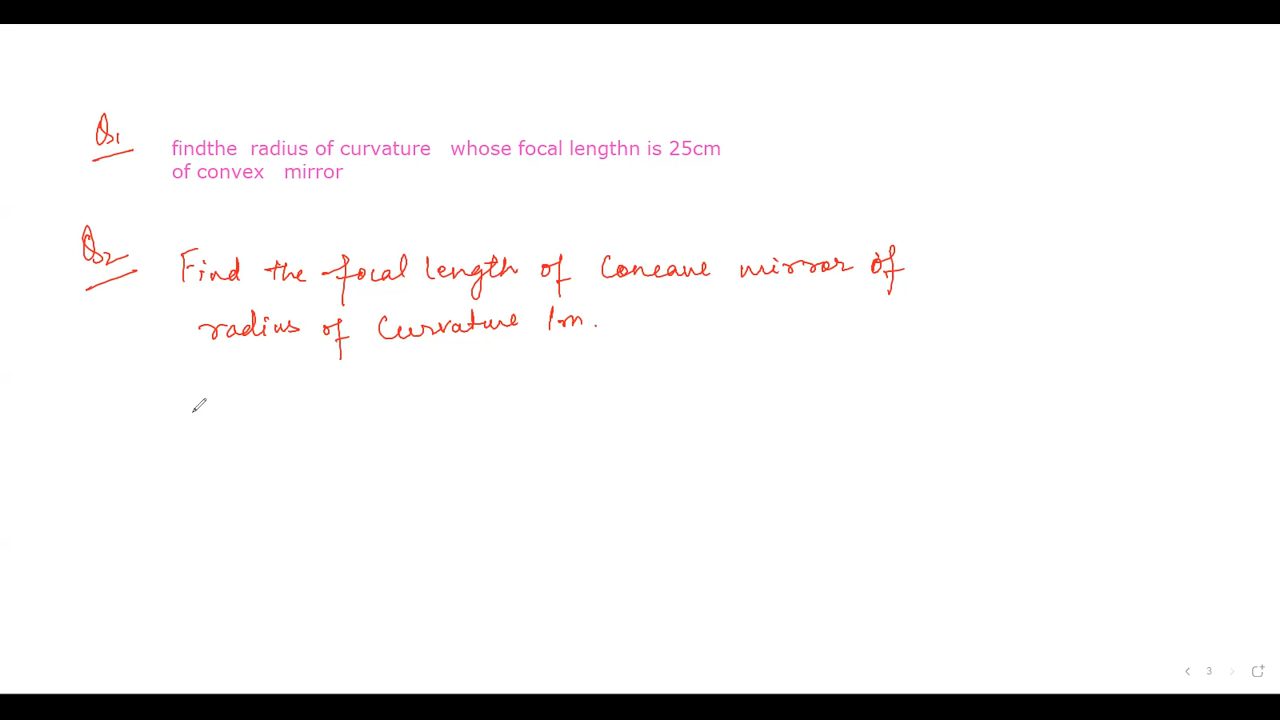 Q1
findthe radius of curvature whose focal lengthn is 25cm
of convex mirror
Q2
Find the focal length of Concave mirror of
radius of Curvature 1m.
3